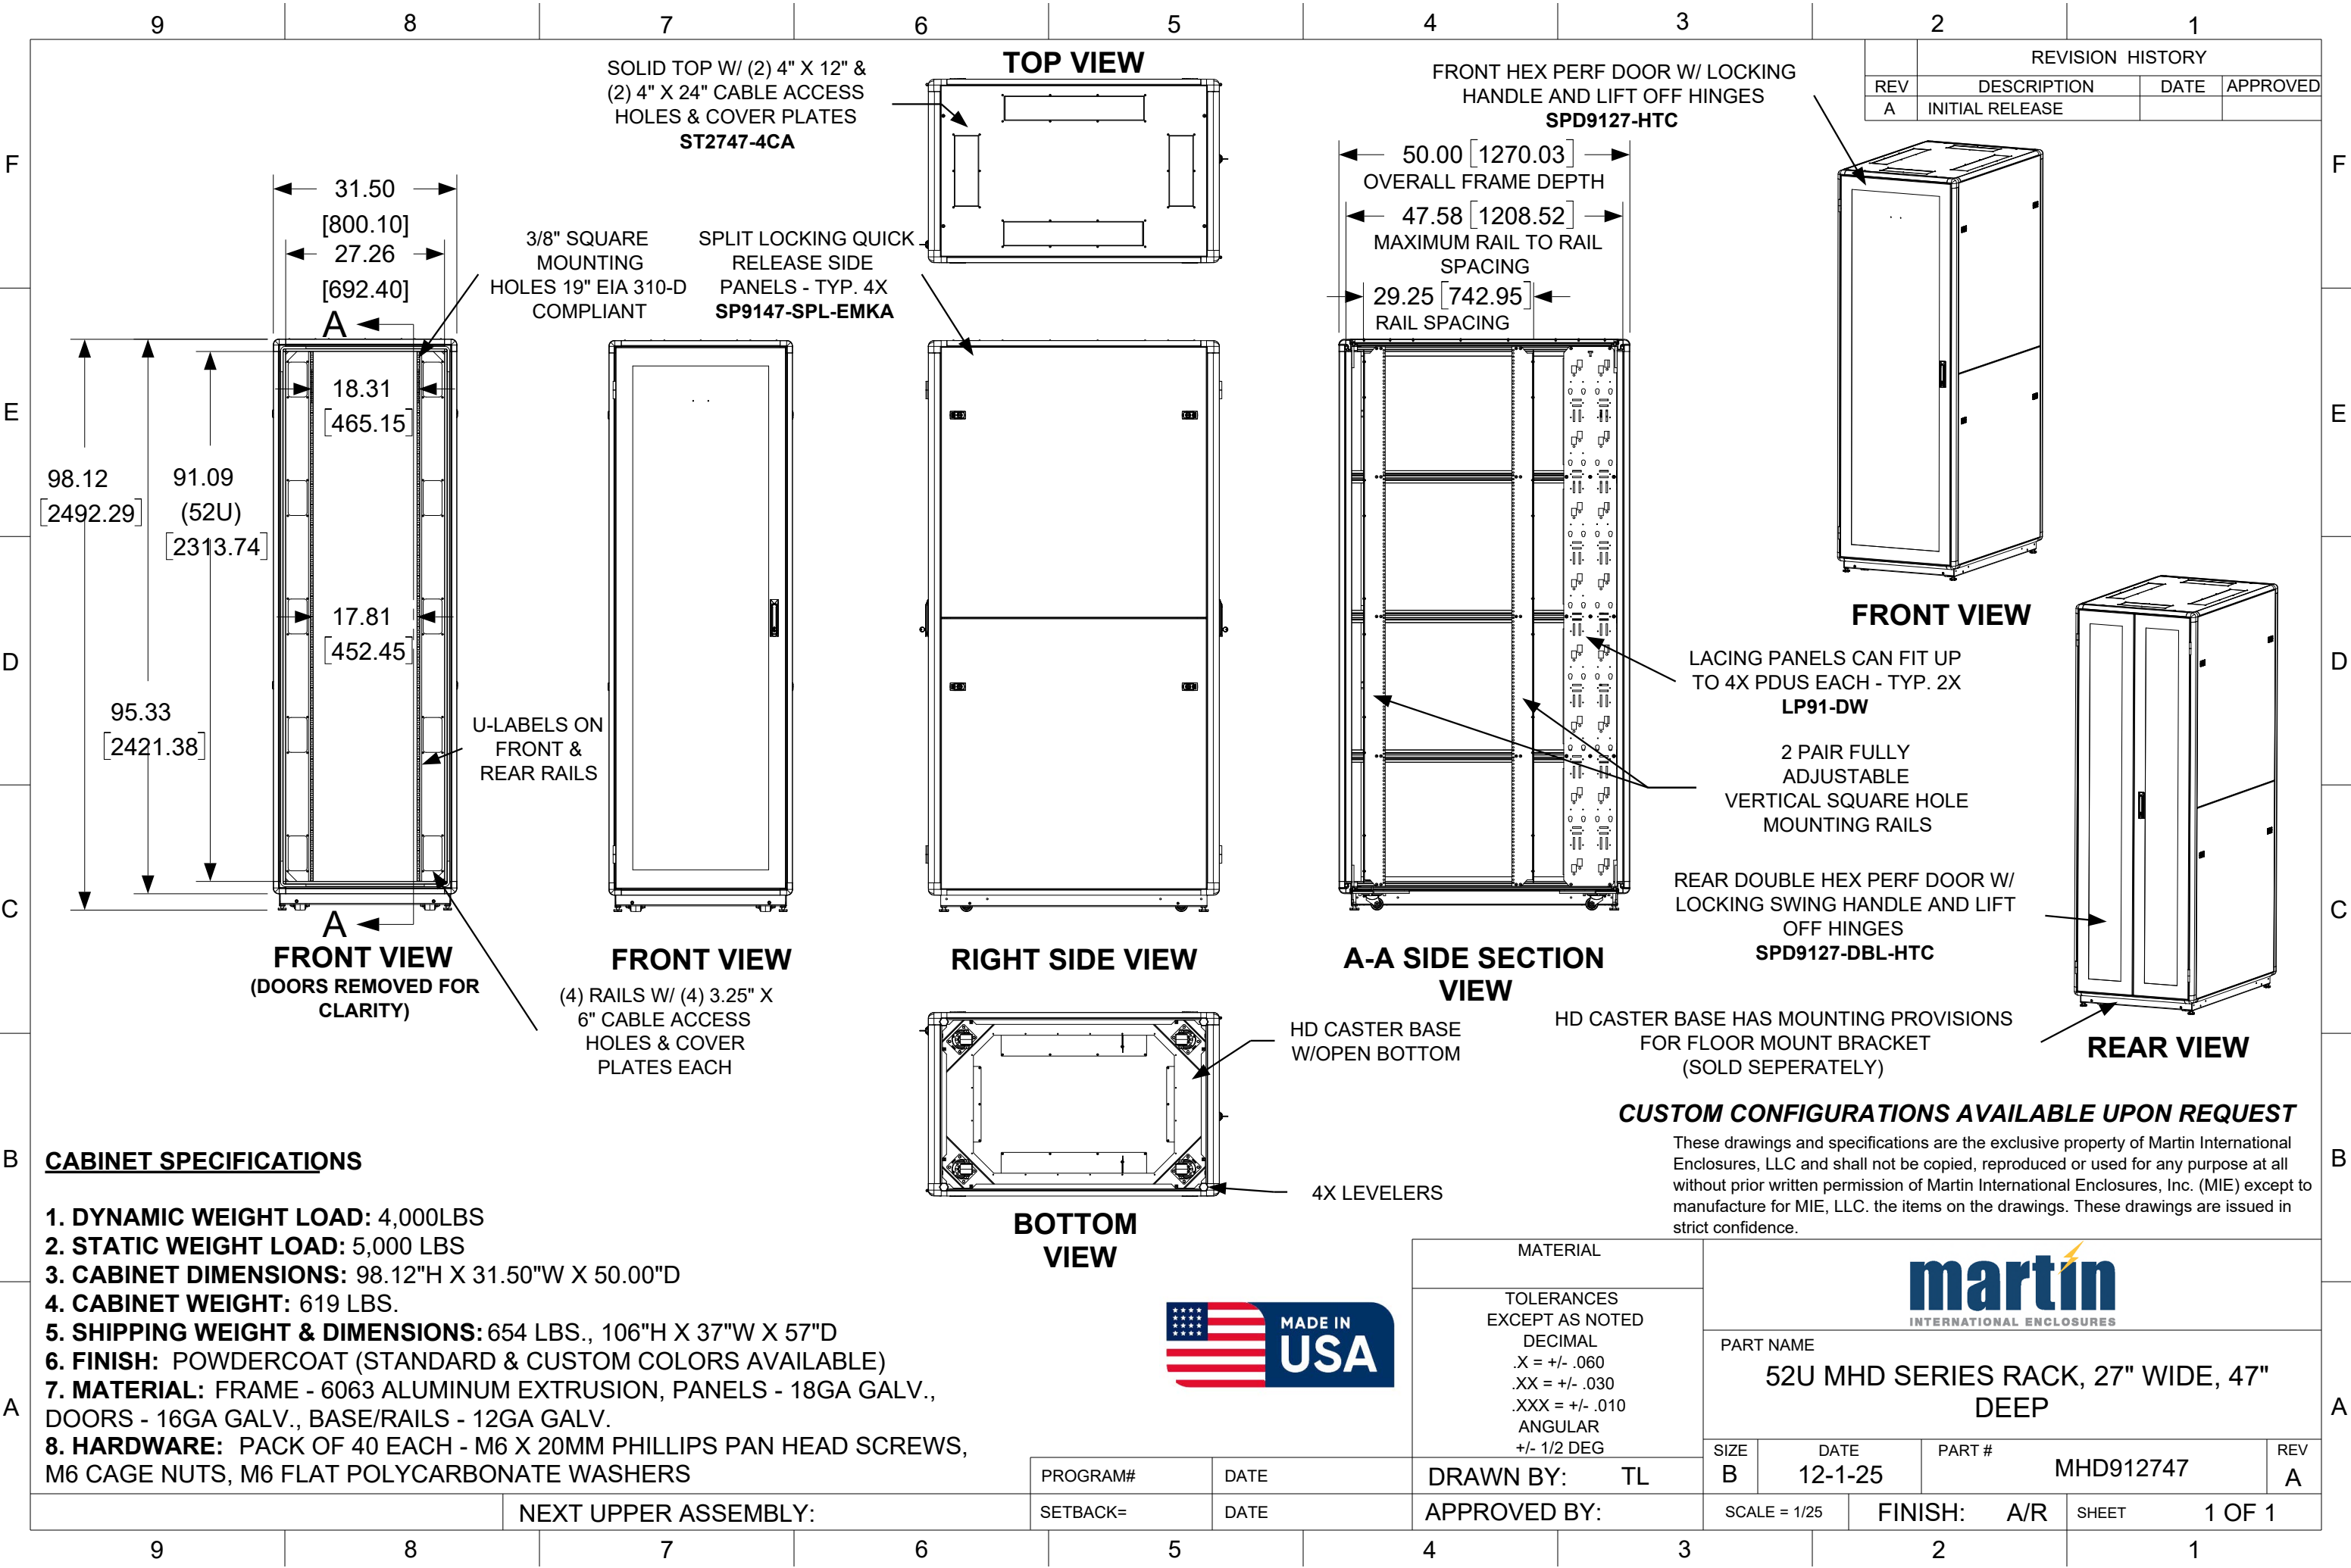 9 8 7 6 5 4 3 2 1
F
E
D
C
B
A
F
E
D
C
B
A
REVISION HISTORY
REV DESCRIPTION DATE APPROVED
A INITIAL RELEASE
TOP VIEW
SOLID TOP W/ (2) 4" X 12" &
(2) 4" X 24" CABLE ACCESS
HOLES & COVER PLATES
ST2747-4CA
FRONT HEX PERF DOOR W/ LOCKING
HANDLE AND LIFT OFF HINGES
SPD9127-HTC
50.00 [1270.03]
OVERALL FRAME DEPTH
47.58 [1208.52]
MAXIMUM RAIL TO RAIL
SPACING
29.25 [742.95]
RAIL SPACING
31.50
[800.10]
27.26
[692.40]
3/8" SQUARE
MOUNTING
HOLES 19" EIA 310-D
COMPLIANT
SPLIT LOCKING QUICK
RELEASE SIDE
PANELS - TYP. 4X
SP9147-SPL-EMKA
A
18.31
[465.15]
98.12
[2492.29]
91.09
(52U)
[2313.74]
17.81
[452.45]
95.33
[2421.38]
U-LABELS ON
FRONT &
REAR RAILS
A
FRONT VIEW
(DOORS REMOVED FOR
CLARITY)
FRONT VIEW
(4) RAILS W/ (4) 3.25" X
6" CABLE ACCESS
HOLES & COVER
PLATES EACH
RIGHT SIDE VIEW
A-A SIDE SECTION
VIEW
FRONT VIEW
LACING PANELS CAN FIT UP
TO 4X PDUS EACH - TYP. 2X
LP91-DW
2 PAIR FULLY
ADJUSTABLE
VERTICAL SQUARE HOLE
MOUNTING RAILS
REAR DOUBLE HEX PERF DOOR W/
LOCKING SWING HANDLE AND LIFT
OFF HINGES
SPD9127-DBL-HTC
HD CASTER BASE HAS MOUNTING PROVISIONS
FOR FLOOR MOUNT BRACKET
(SOLD SEPERATELY)
REAR VIEW
HD CASTER BASE
W/OPEN BOTTOM
4X LEVELERS
BOTTOM
VIEW
CUSTOM CONFIGURATIONS AVAILABLE UPON REQUEST
These drawings and specifications are the exclusive property of Martin International
Enclosures, LLC and shall not be copied, reproduced or used for any purpose at all
without prior written permission of Martin International Enclosures, Inc. (MIE) except to
manufacture for MIE, LLC. the items on the drawings. These drawings are issued in
strict confidence.
CABINET SPECIFICATIONS
1. DYNAMIC WEIGHT LOAD: 4,000LBS
2. STATIC WEIGHT LOAD: 5,000 LBS
3. CABINET DIMENSIONS: 98.12"H X 31.50"W X 50.00"D
4. CABINET WEIGHT: 619 LBS.
5. SHIPPING WEIGHT & DIMENSIONS: 654 LBS., 106"H X 37"W X 57"D
6. FINISH: POWDERCOAT (STANDARD & CUSTOM COLORS AVAILABLE)
7. MATERIAL: FRAME - 6063 ALUMINUM EXTRUSION, PANELS - 18GA GALV.,
DOORS - 16GA GALV., BASE/RAILS - 12GA GALV.
8. HARDWARE: PACK OF 40 EACH - M6 X 20MM PHILLIPS PAN HEAD SCREWS,
M6 CAGE NUTS, M6 FLAT POLYCARBONATE WASHERS
MADE IN
USA
MATERIAL
TOLERANCES
EXCEPT AS NOTED
DECIMAL
.X = +/- .060
.XX = +/- .030
.XXX = +/- .010
ANGULAR
+/- 1/2 DEG
martin
INTERNATIONAL ENCLOSURES
PART NAME
52U MHD SERIES RACK, 27" WIDE, 47"
DEEP
SIZE
B
DATE
12-1-25
PART #
MHD912747
REV
A
PROGRAM# DATE
DRAWN BY: TL
NEXT UPPER ASSEMBLY:
SETBACK= DATE
APPROVED BY:
SCALE = 1/25
FINISH: A/R
SHEET 1 OF 1
9 8 7 6 5 4 3 2 1